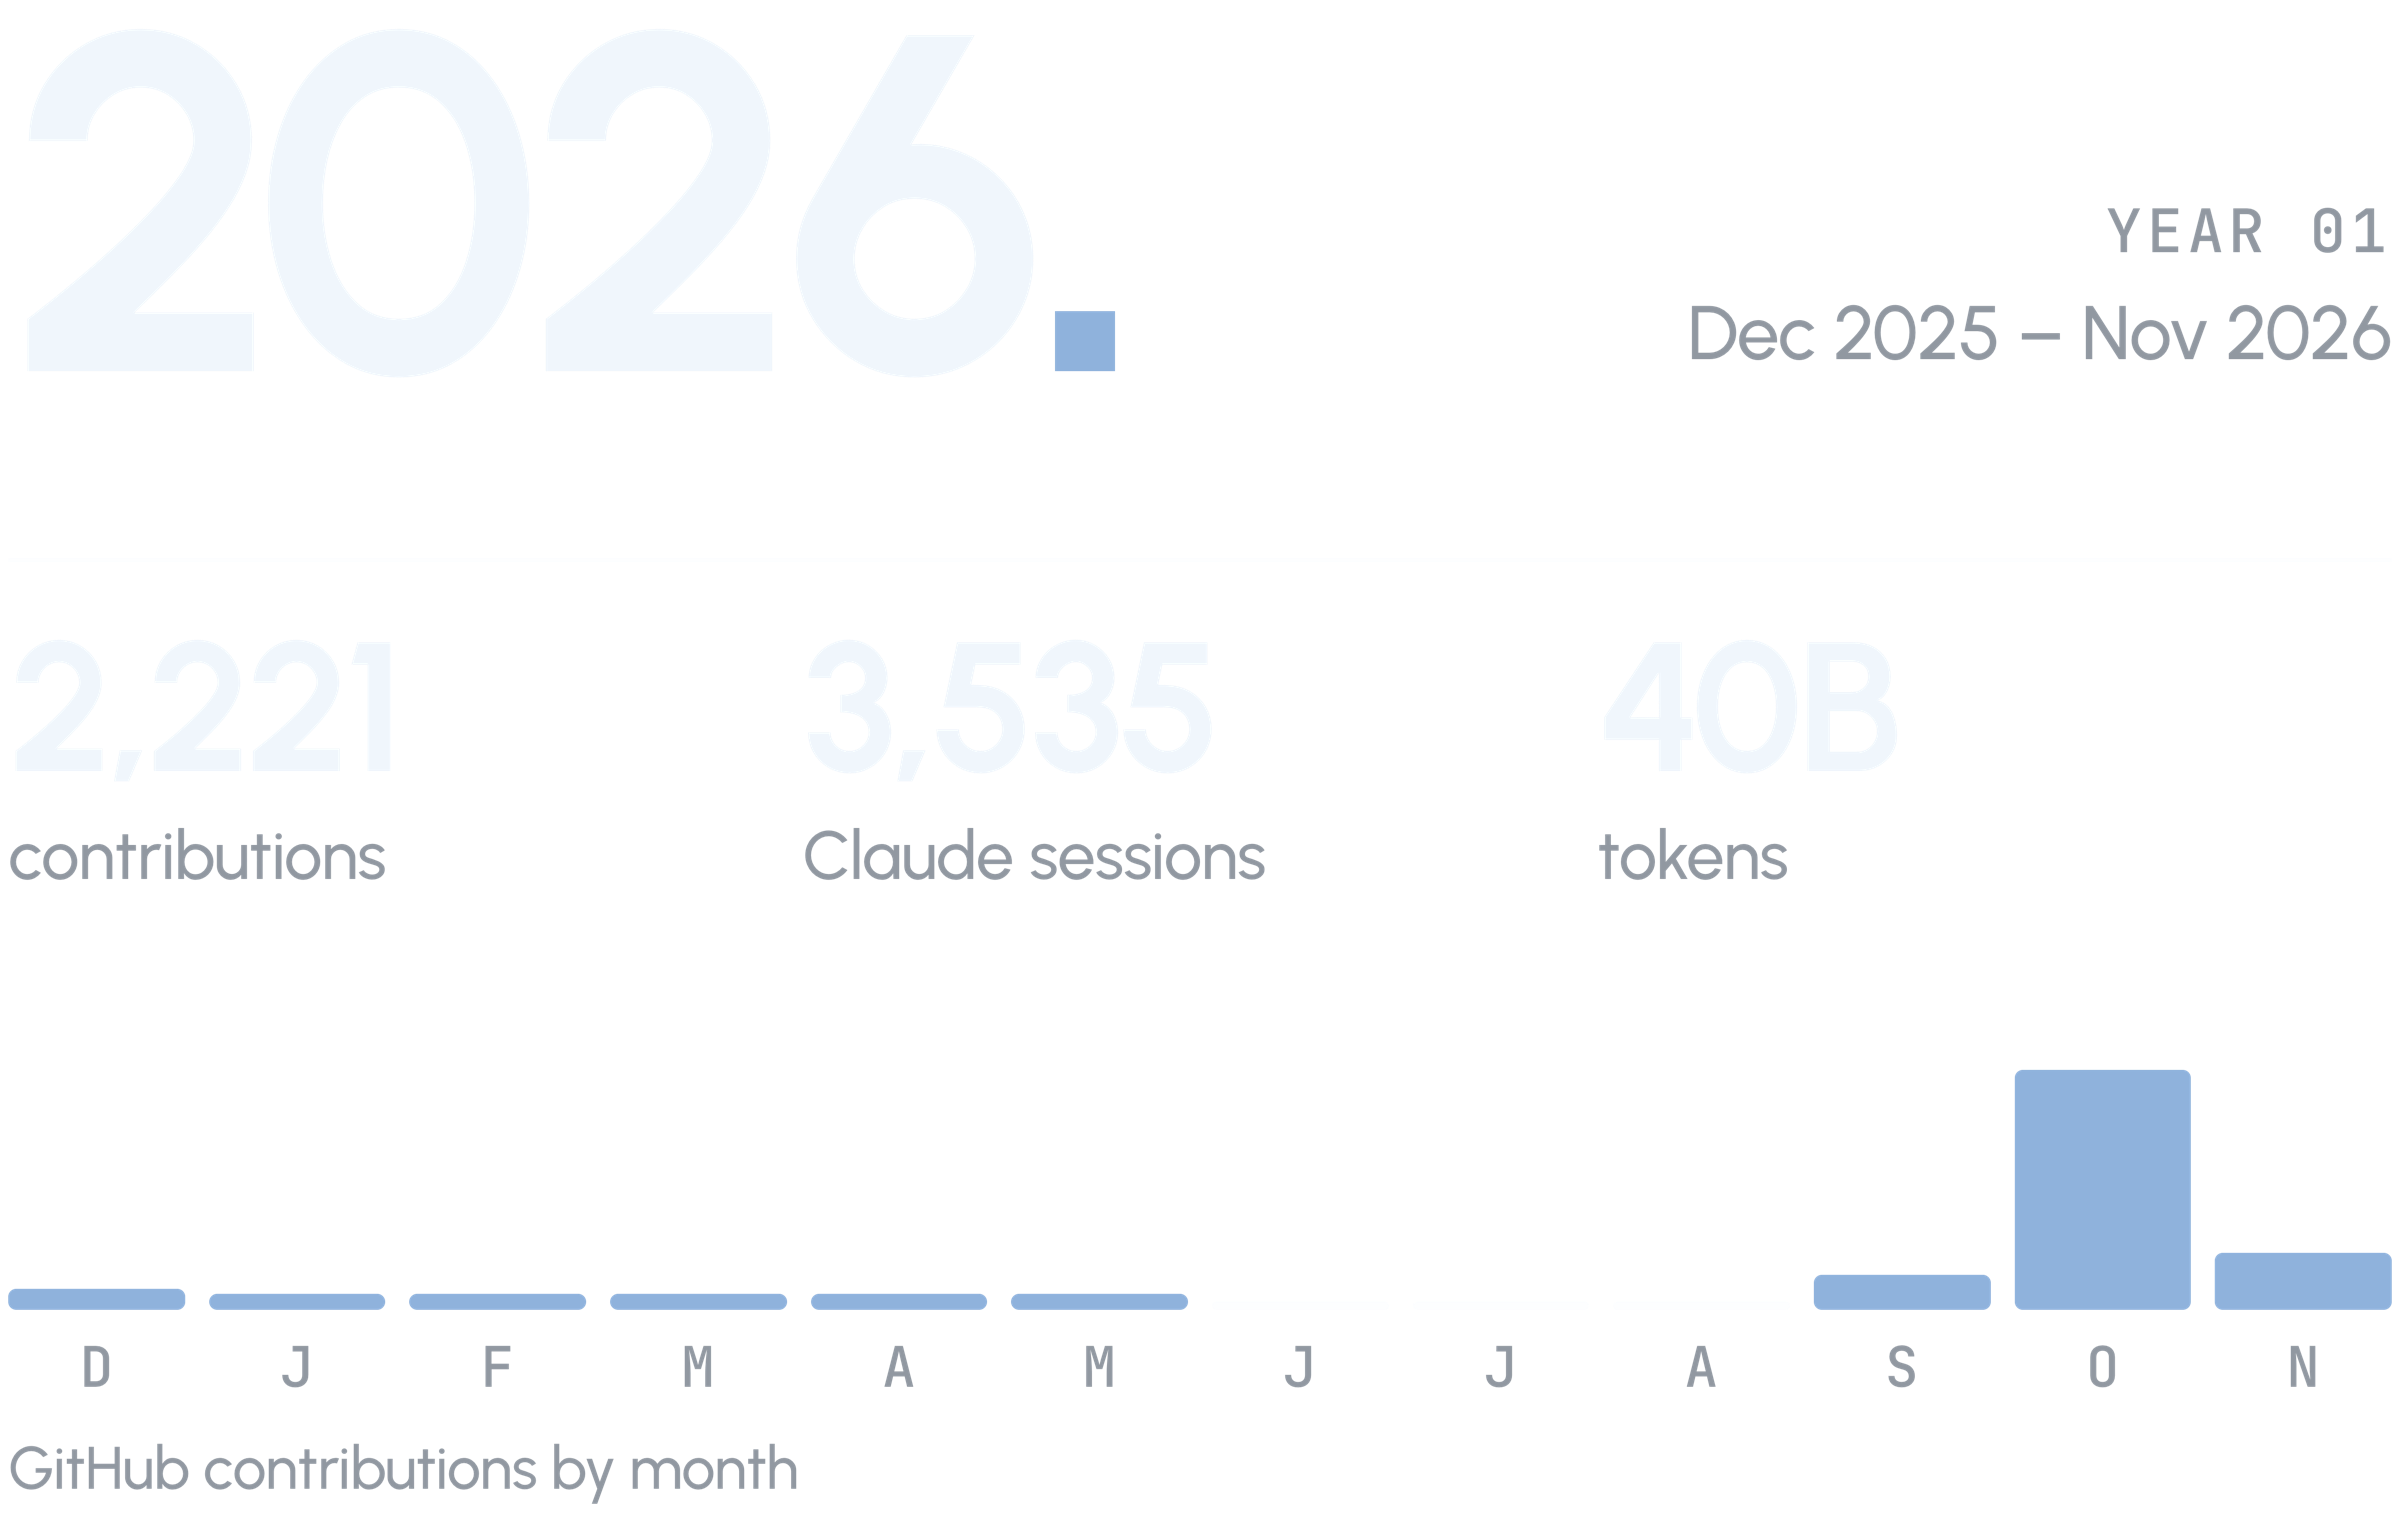 2026.
YEAR 01
Dec 2025 — Nov 2026
2,221 3,535 40B
contributions Claude sessions tokens
D J F M A M J J A S O N
GitHub contributions by month